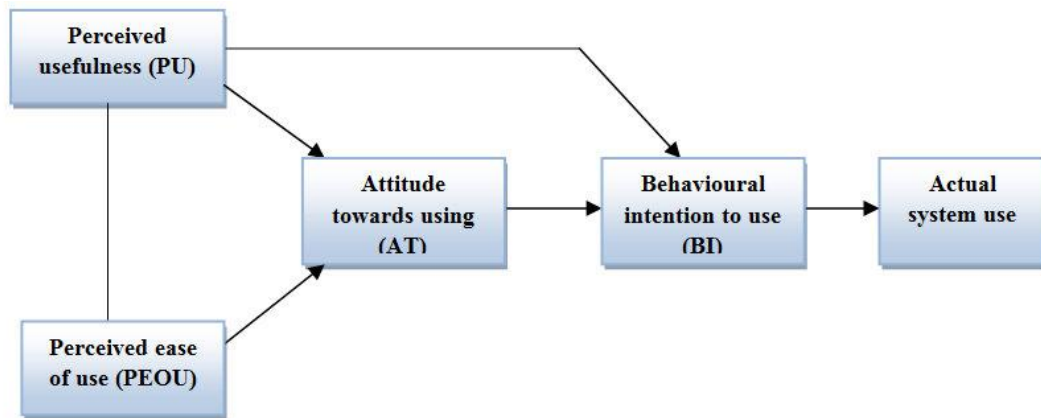 Perceived
usefulness (PU)
Attitude
towards using
(AT)
Behavioural
intention to use
(BI)
Actual
system use
Perceived ease
of use (PEOU)